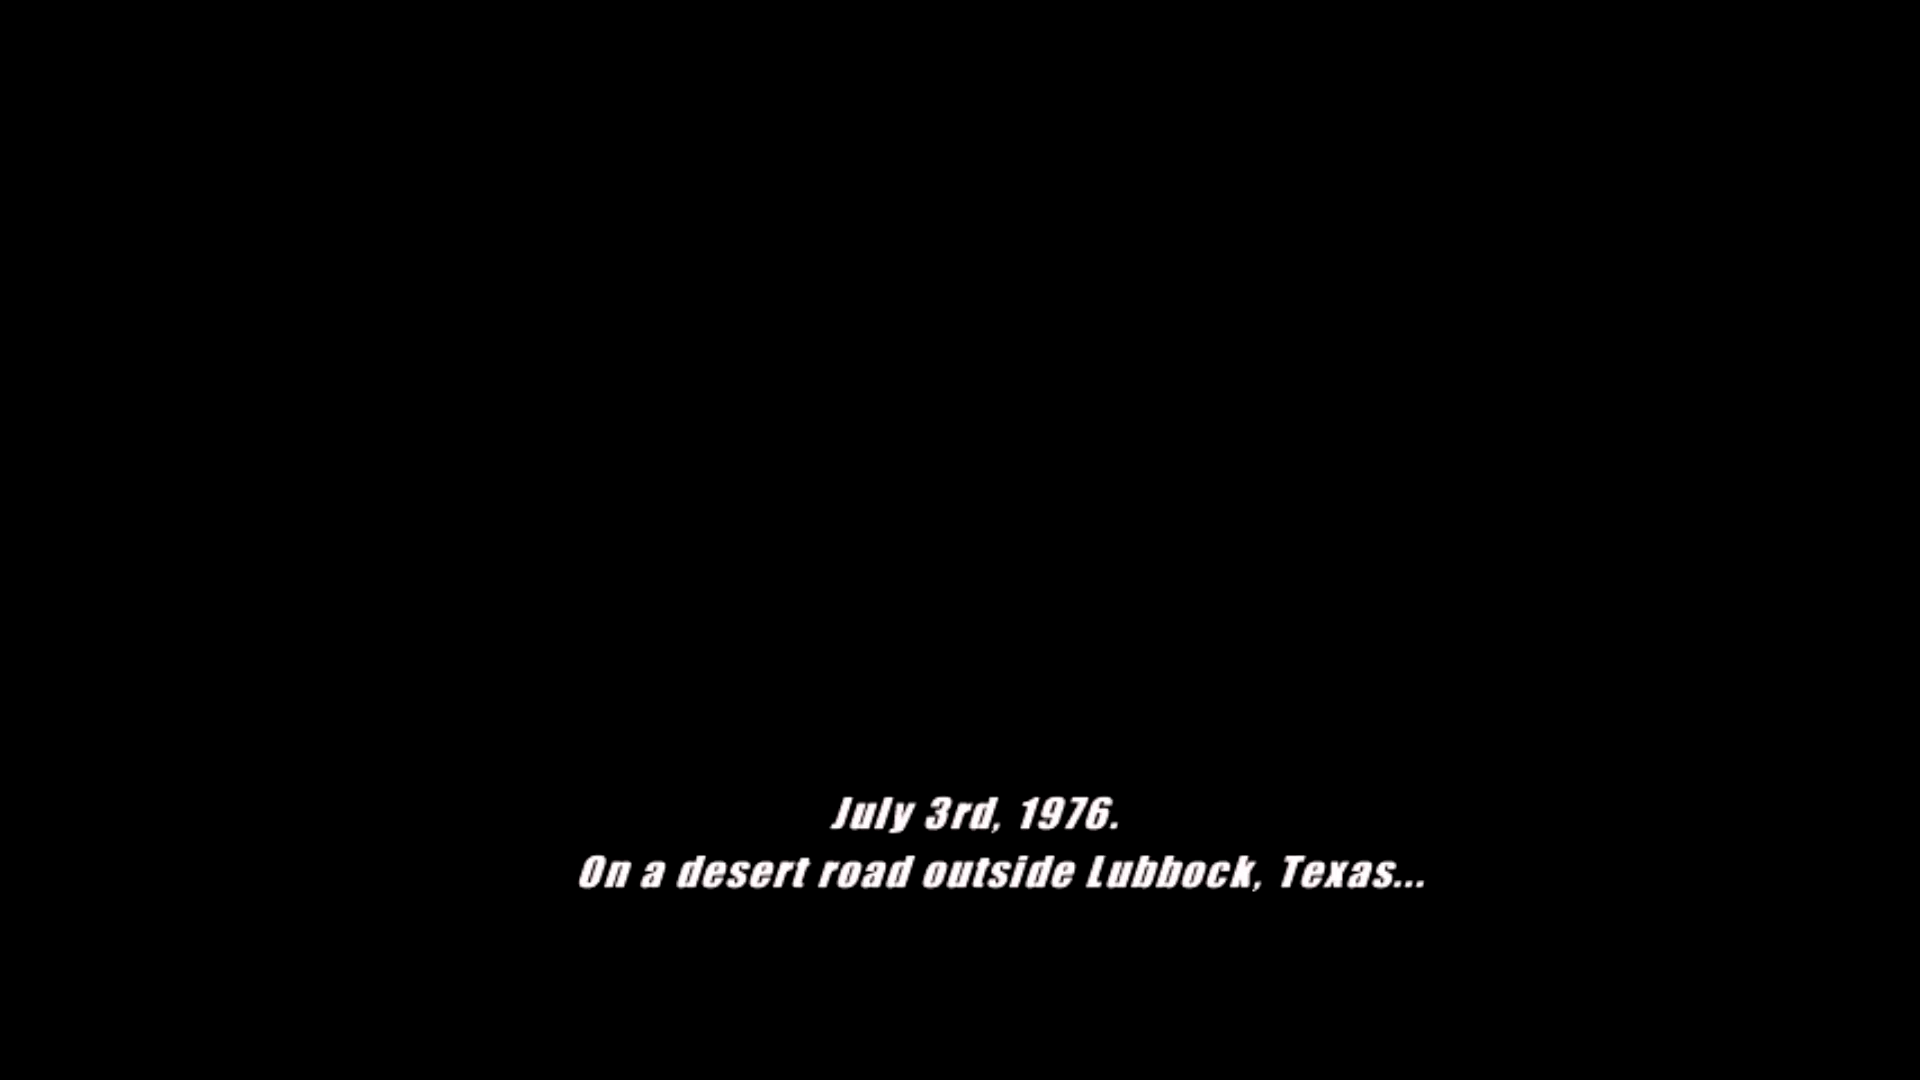 July 3rd, 1976.
On a desert road outside Lubbock, Texas...